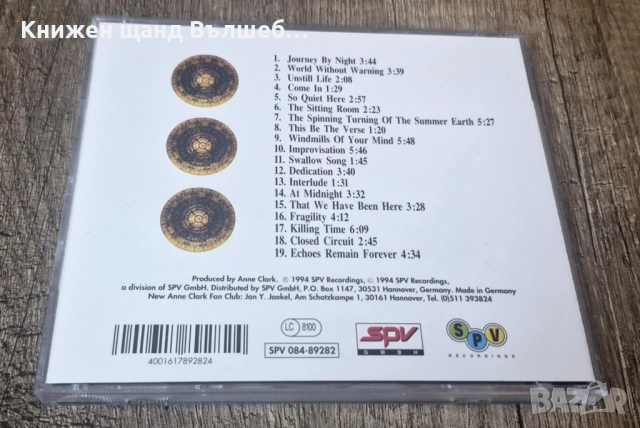 Книжен щанд Вълшеб...
1. Journey By Night 3:44
2. World Without Warning 3:39
3. Unstill Life 2:08
4. Come In 1:29
5. So Quiet Here 2:57
6. The Sitting Room 2:23
7. The Spinning Turning Of The Summer Earth 5:27
8. This Be The Verse 1:20
9. Windmills Of Your Mind 5:48
10. Improvisation 5:46
11. Swallow Song 1:45
12. Dedication 3:40
13. Interlude 1:31
14. At Midnight 3:32
15. That We Have Been Here 3:28
16. Fragility 4:12
17. Killing Time 6:09
18. Closed Circuit 2:45
19. Echoes Remain Forever 4:34
Produced by Anne Clark. ℗ 1994 SPV Recordings, © 1994 SPV Recordings,
a division of SPV GmbH. Distributed by SPV GmbH, P.O. Box 1147, 30531 Hannover, Germany. Made in Germany
New Anne Clark Fan Club: Jan Y. Jaekel, Am Schatzkampe 1, 30161 Hannover, Tel. (0)511 393824
4001617892824
LC 8100
SPV 084-89282
SPV
GMBH
SPV
RECORDINGS
BAZAR